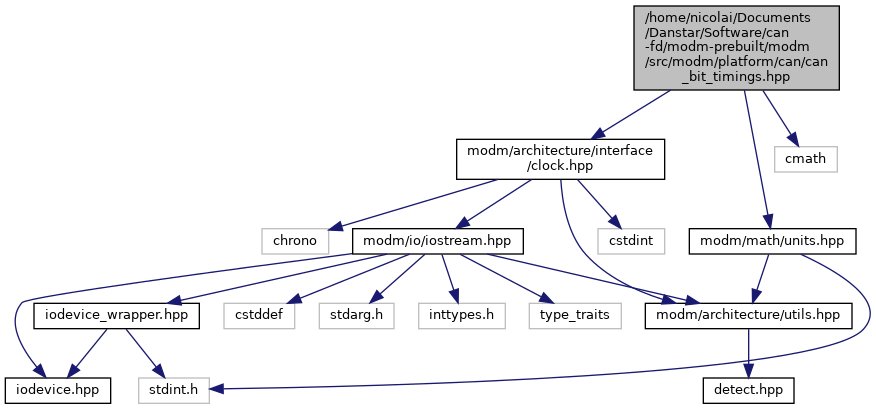 /home/nicolai/Documents
/Danstar/Software/can
-fd/modm-prebuilt/modm
/src/modm/platform/can/can
_bit_timings.hpp
modm/architecture/interface
/clock.hpp
cmath
chrono
modm/io/iostream.hpp
cstdint
modm/math/units.hpp
iodevice_wrapper.hpp
cstddef
stdarg.h
inttypes.h
type_traits
modm/architecture/utils.hpp
iodevice.hpp
stdint.h
detect.hpp